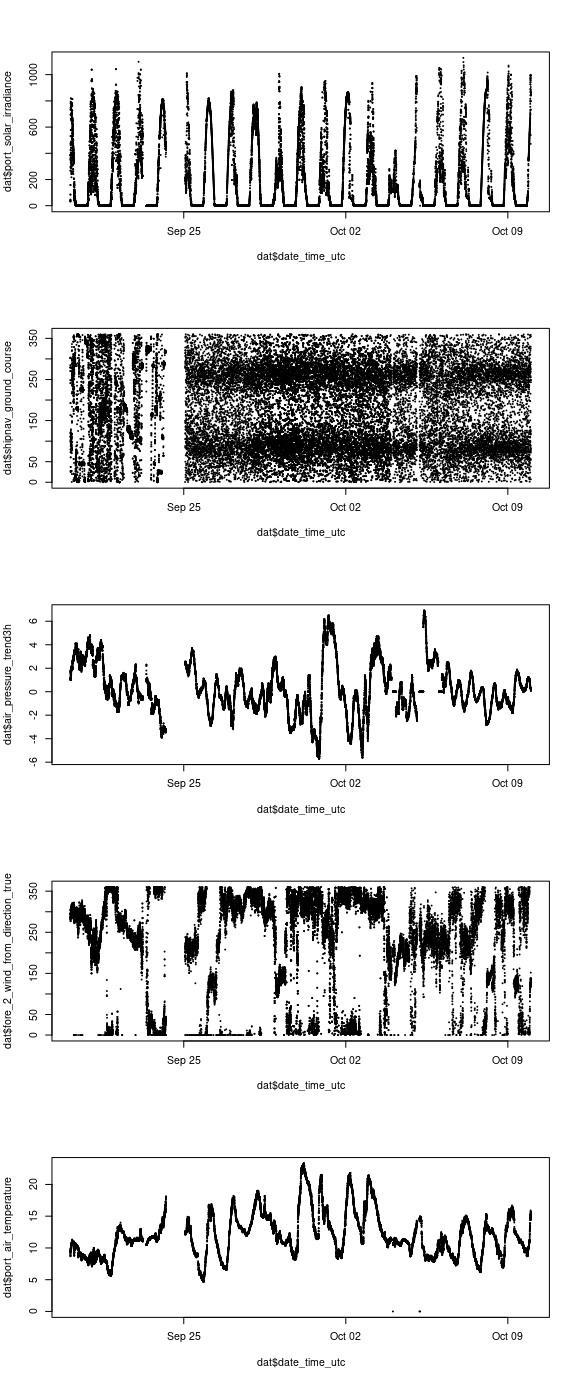 dat$port_solar_irradiance
1000
600
200
0
Sep 25 Oct 02 Oct 09
dat$date_time_utc
dat$shipnav_ground_course
350
250
150
50
0
Sep 25 Oct 02 Oct 09
dat$date_time_utc
dat$air_pressure_trend3h
6
4
2
0
-2
-4
-6
Sep 25 Oct 02 Oct 09
dat$date_time_utc
dat$fore_2_wind_from_direction_true
350
250
150
50
0
Sep 25 Oct 02 Oct 09
dat$date_time_utc
dat$port_air_temperature
20
15
10
5
0
Sep 25 Oct 02 Oct 09
dat$date_time_utc